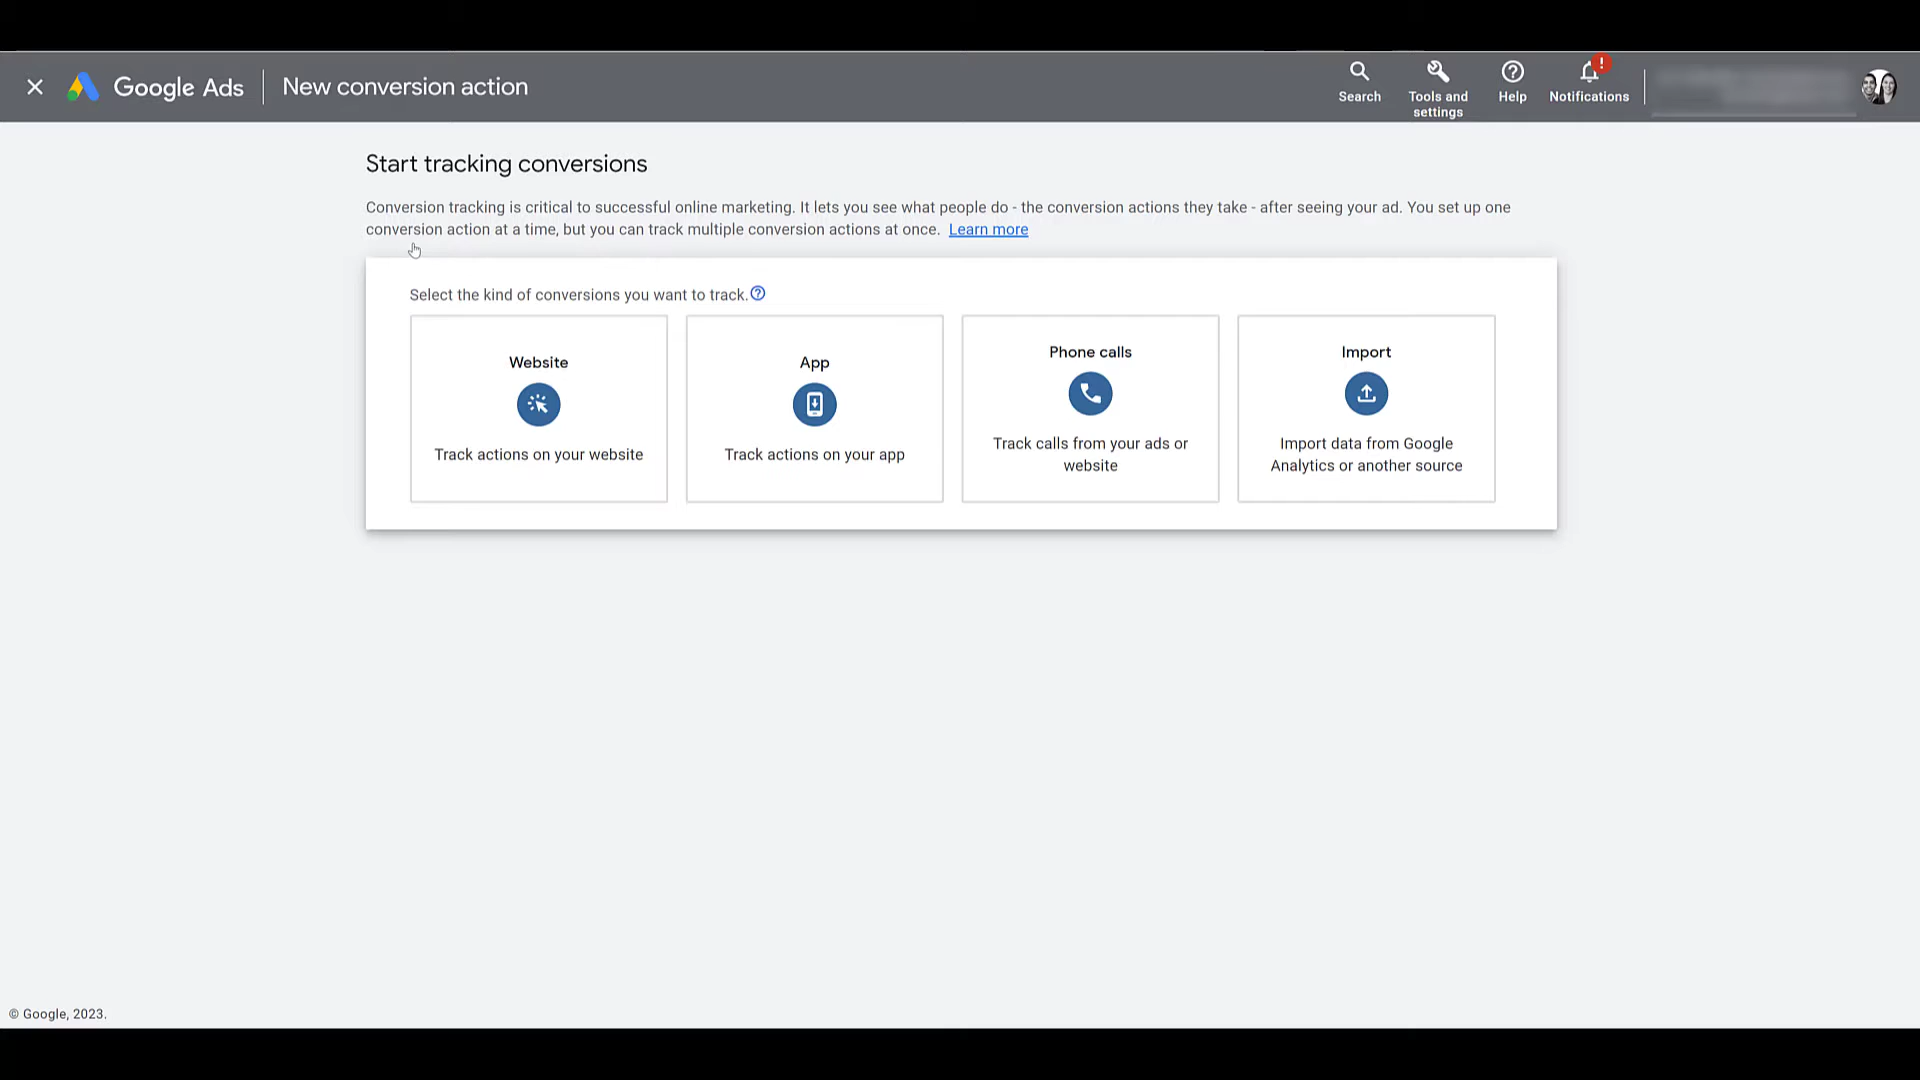 Google Ads
New conversion action
Search
Tools and
settings
Help
Notifications
!
Start tracking conversions
Conversion tracking is critical to successful online marketing. It lets you see what people do - the conversion actions they take - after seeing your ad. You set up one
conversion action at a time, but you can track multiple conversion actions at once. Learn more
Select the kind of conversions you want to track.
Website
Track actions on your website
App
Track actions on your app
Phone calls
Track calls from your ads or
website
Import
Import data from Google
Analytics or another source
© Google, 2023.